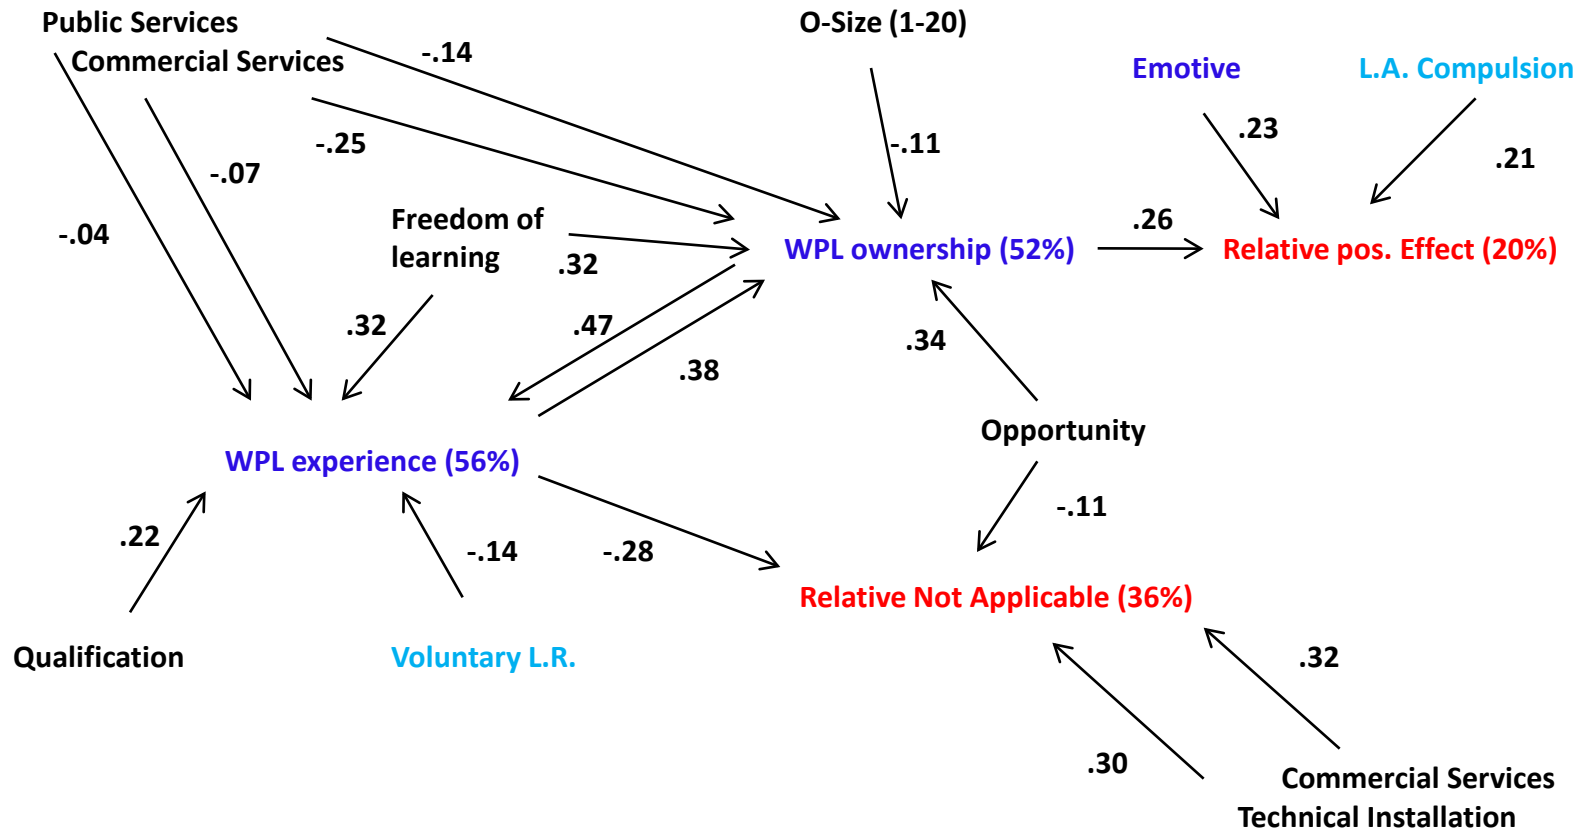 Public Services
O-Size (1-20)
Commercial Services
-.14
Emotive
L.A. Compulsion
-.25
-.11
.23
.21
-.07
-.04
Freedom of
learning
.32
WPL ownership (52%)
.26
Relative pos. Effect (20%)
.32
.47
.38
.34
Opportunity
WPL experience (56%)
-.11
.22
-.14
-.28
Relative Not Applicable (36%)
Qualification
Voluntary L.R.
.32
.30
Commercial Services
Technical Installation